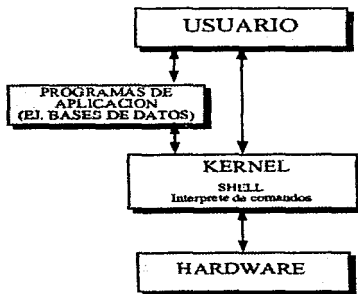 USUARIO
PROGRAMAS DE
APLICACION
(EJ. BASES DE DATOS)
KERNEL
SHELL
Interprete de comandos
HARDWARE